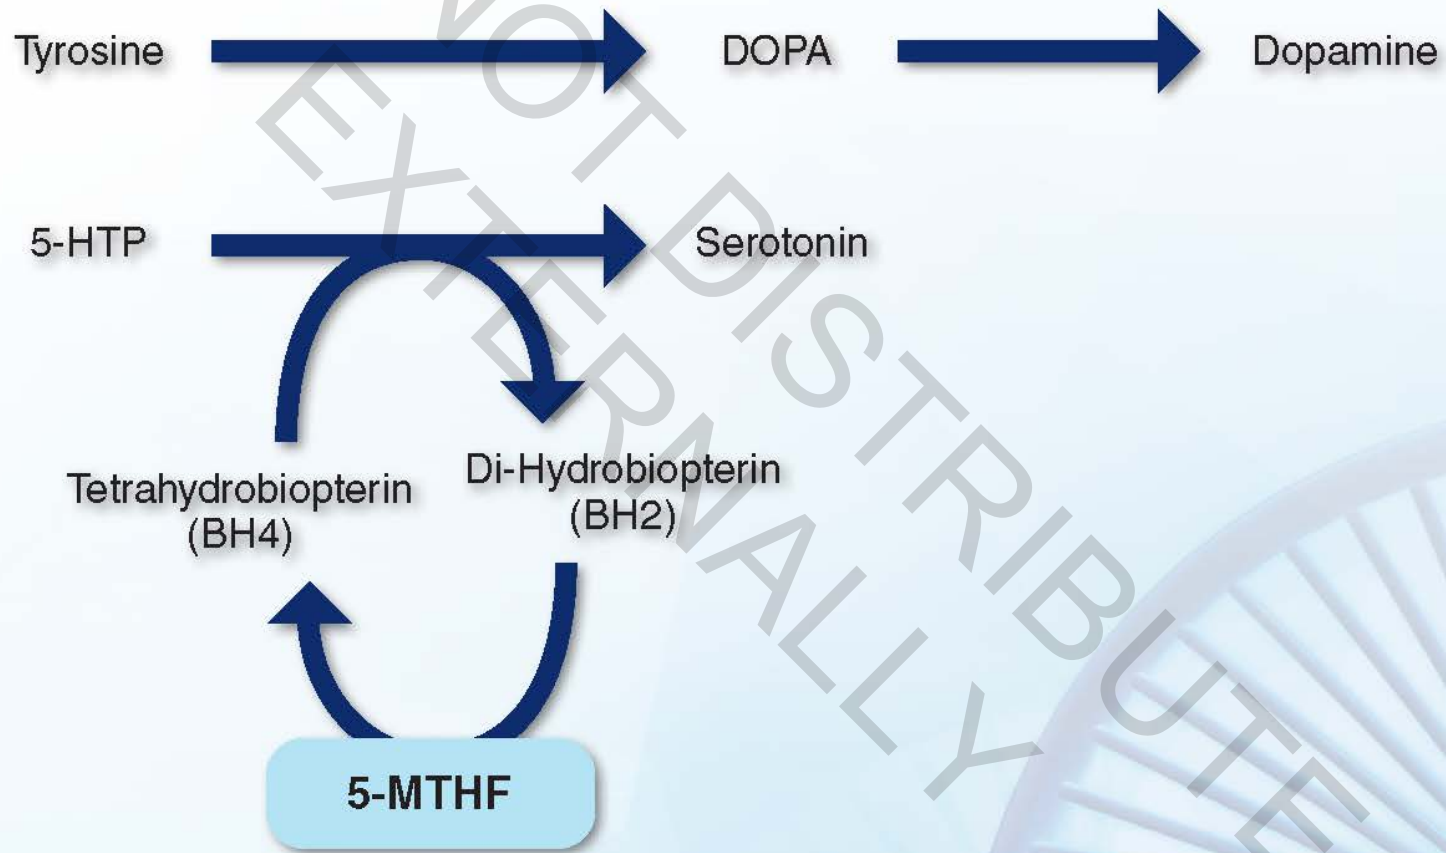 Tyrosine DOPA Dopamine
5-HTP Serotonin
Tetrahydrobiopterin
(BH4)
Di-Hydrobiopterin
(BH2)
5-MTHF
NOT DISTRIBUTE
EXTERNALLY